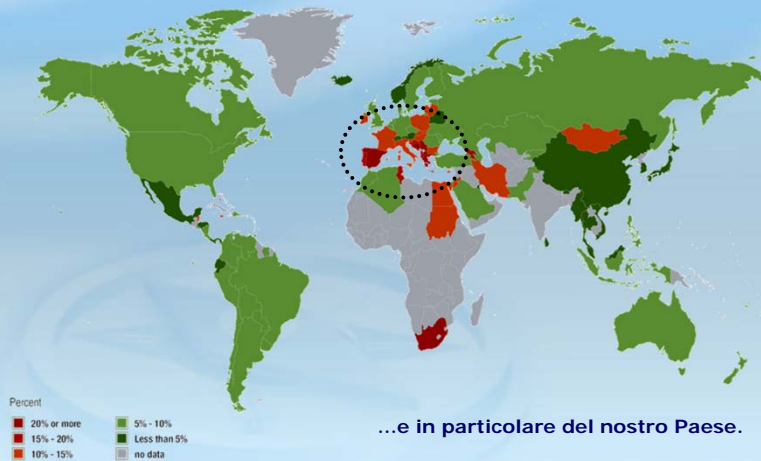 Percent
20% or more
15% - 20%
10% - 15%
5% - 10%
Less than 5%
no data
...e in particolare del nostro Paese.